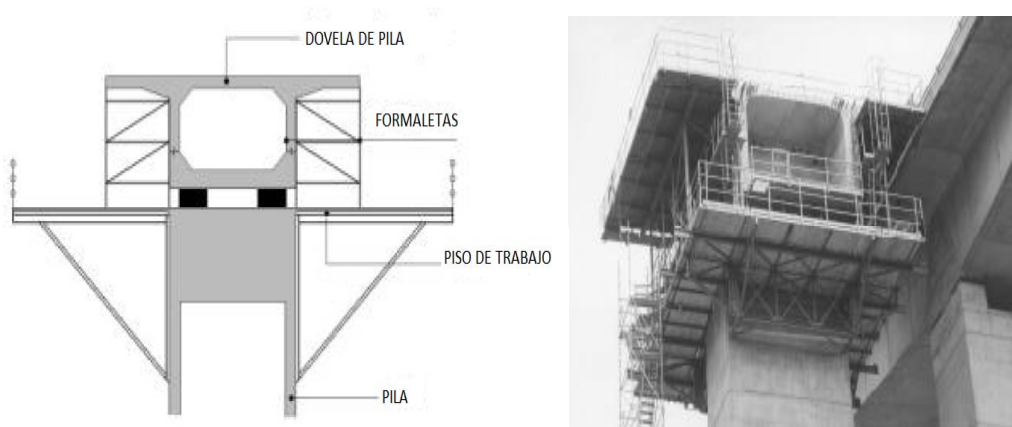 DOVELA DE PILA
FORMALETAS
PISO DE TRABAJO
PILA